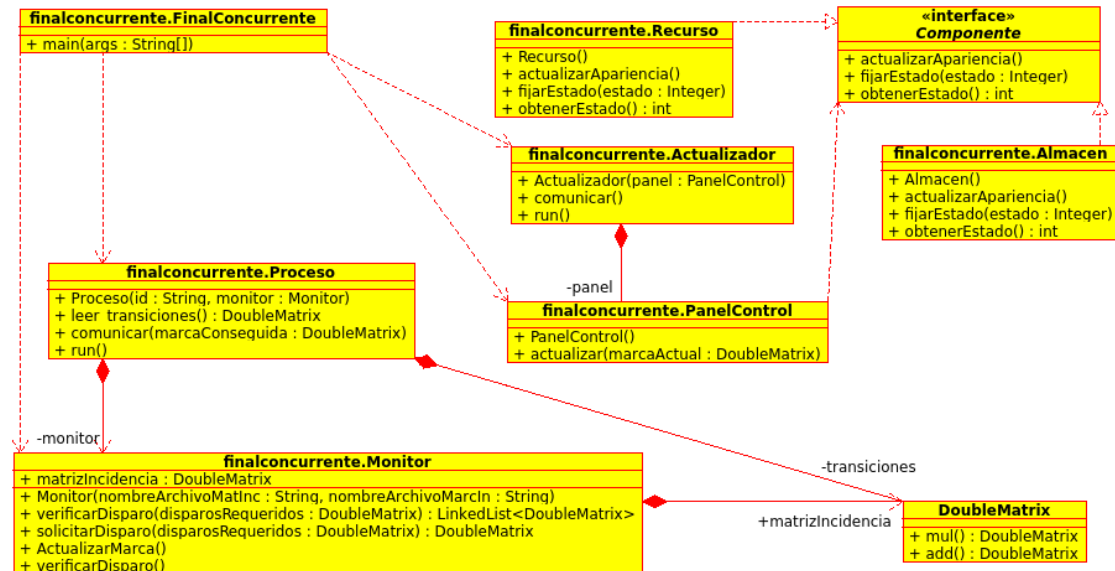 finalconcurrente.FinalConcurrente
+ main(args : String[])
finalconcurrente.Recurso
+ Recurso()
+ actualizarApariencia()
+ fijarEstado(estado : Integer)
+ obtenerEstado() : int
«interface»
Componente
+ actualizarApariencia()
+ fijarEstado(estado : Integer)
+ obtenerEstado() : int
finalconcurrente.Actualizador
+ Actualizador(panel : PanelControl)
+ comunicar()
+ run()
finalconcurrente.Almacen
+ Almacen()
+ actualizarApariencia()
+ fijarEstado(estado : Integer)
+ obtenerEstado() : int
finalconcurrente.Proceso
+ Proceso(id : String, monitor : Monitor)
+ leer_transiciones() : DoubleMatrix
+ comunicar(marcaConseguida : DoubleMatrix)
+ run()
-panel
finalconcurrente.PanelControl
+ PanelControl()
+ actualizar(marcaActual : DoubleMatrix)
-monitor
-transiciones
finalconcurrente.Monitor
+ matrizIncidencia : DoubleMatrix
+ Monitor(nombreArchivoMatInc : String, nombreArchivoMarcIn : String)
+ verificarDisparo(disparosRequeridos : DoubleMatrix) : LinkedList<DoubleMatrix>
+ solicitarDisparo(disparosRequeridos : DoubleMatrix) : DoubleMatrix
+ ActualizarMarca()
+ verificarDisparo()
+matrizIncidencia
DoubleMatrix
+ mul() : DoubleMatrix
+ add() : DoubleMatrix